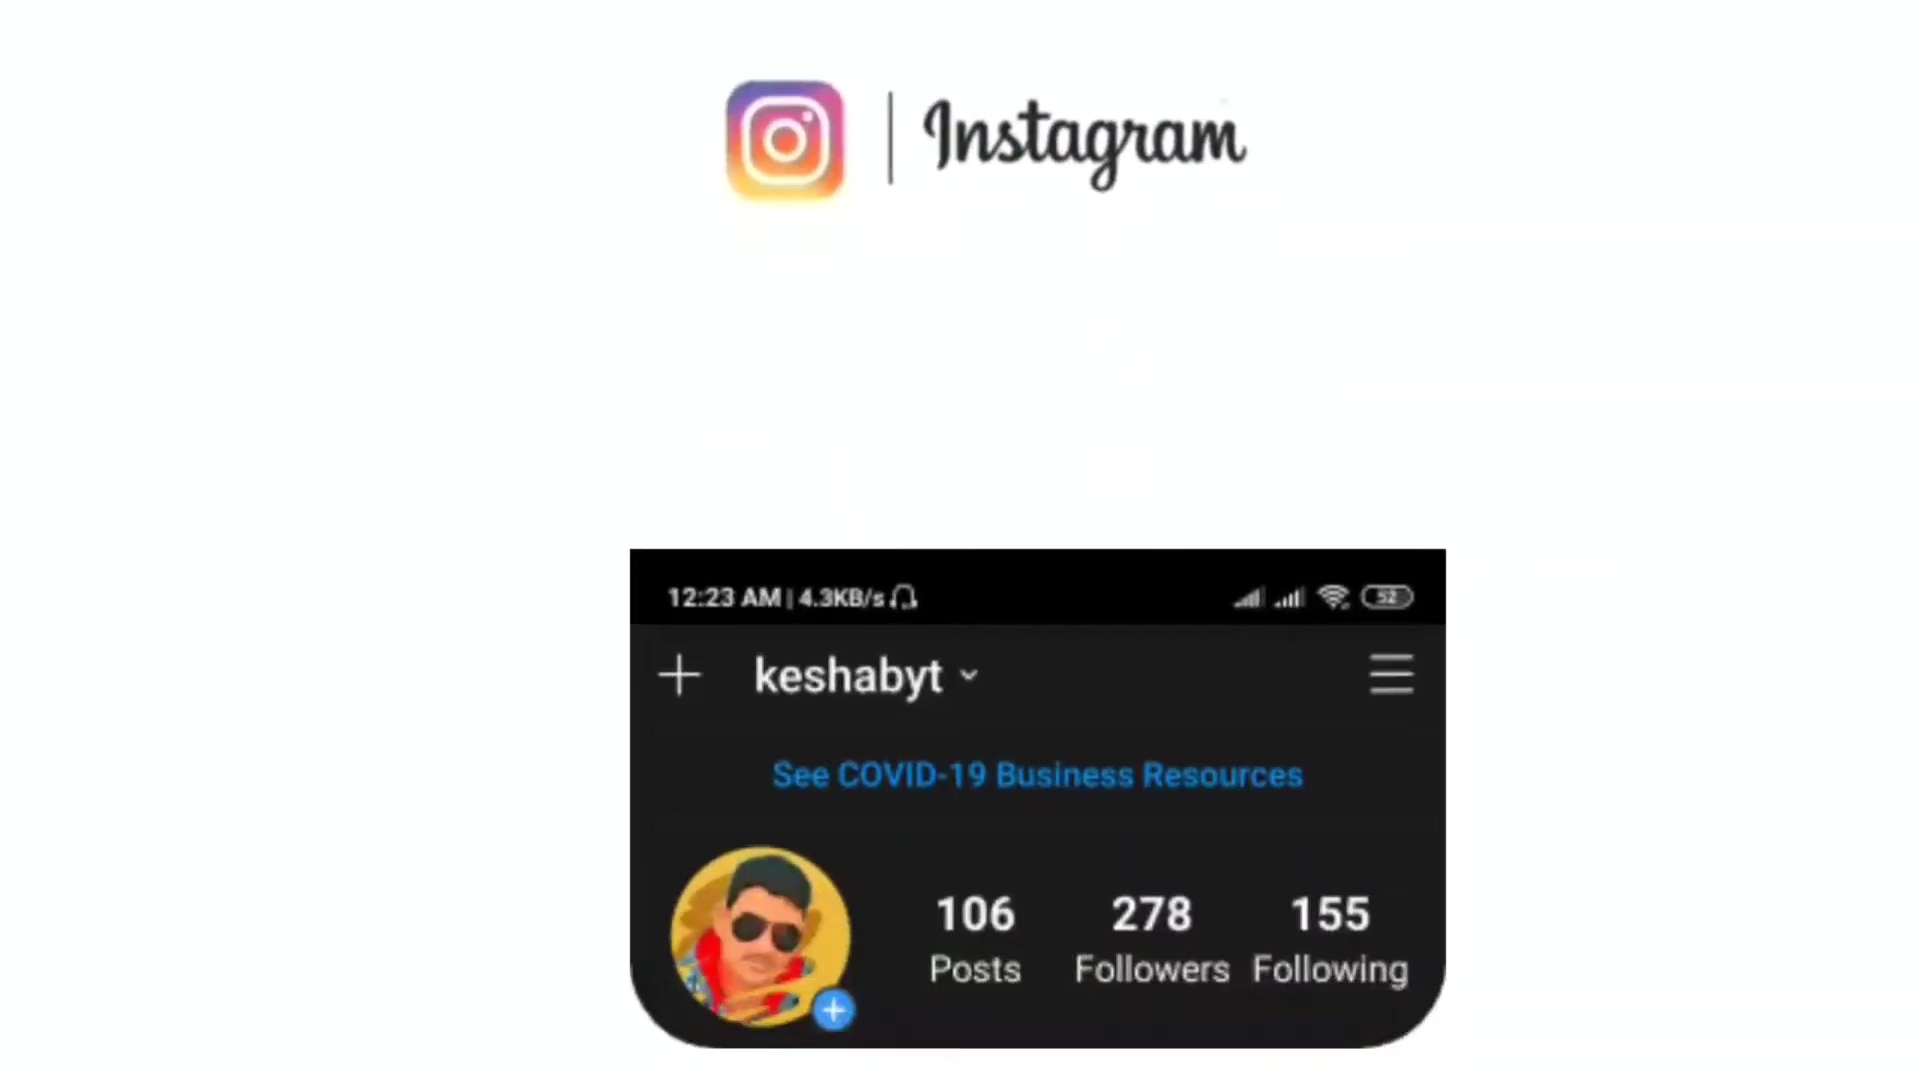 Instagram
12:23 AM | 4.3KB/s 52
keshabyt
See COVID-19 Business Resources
106 278 155
Posts Followers Following